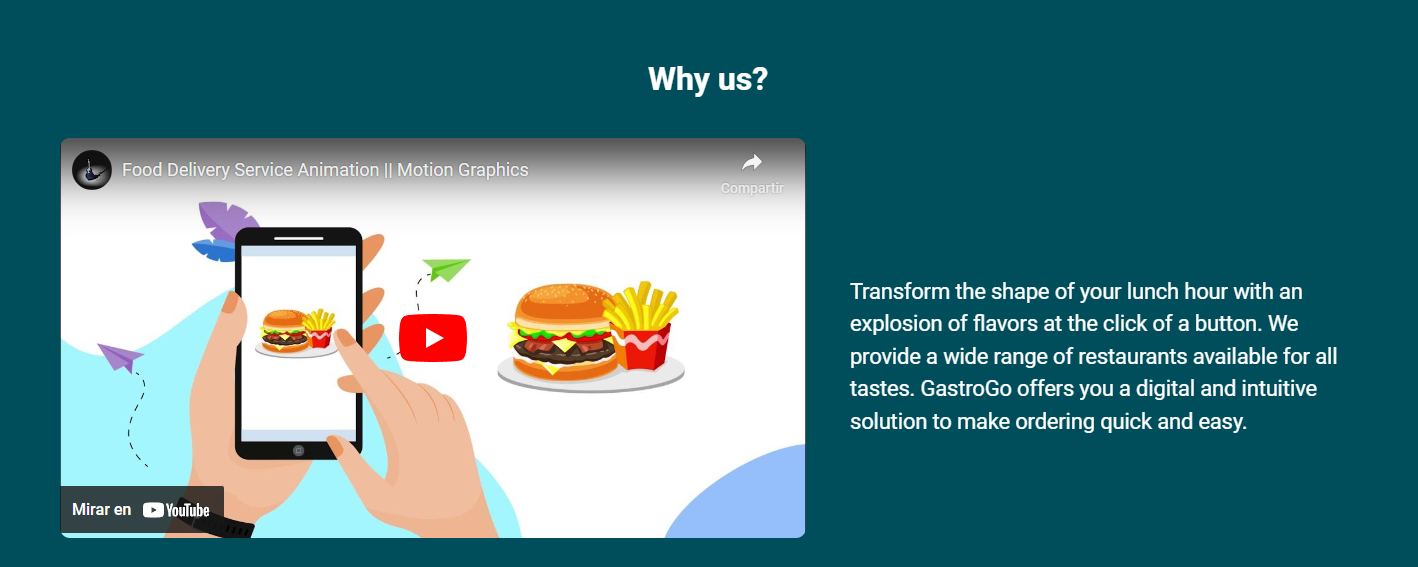 Why us?
Food Delivery Service Animation || Motion Graphics
Compartir
Mirar en YouTube
Transform the shape of your lunch hour with an
explosion of flavors at the click of a button. We
provide a wide range of restaurants available for all
tastes. GastroGo offers you a digital and intuitive
solution to make ordering quick and easy.